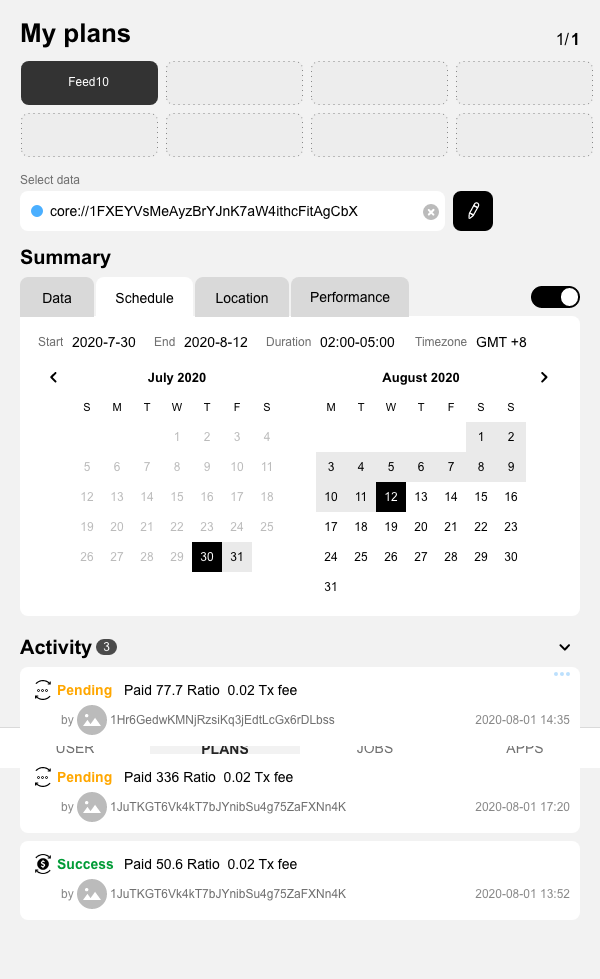 My plans
1/1
Feed10
Select data
core://1FXEYVsMeAyzBrYJnK7aW4ithcFitAgCbX
Summary
Data Schedule Location Performance
Start 2020-7-30 End 2020-8-12 Duration 02:00-05:00 Timezone GMT +8
July 2020
S M T W T F S
1 2 3 4
5 6 7 8 9 10 11
12 13 14 15 16 17 18
19 20 21 22 23 24 25
26 27 28 29 30 31
August 2020
M T W T F S S
1 2
3 4 5 6 7 8 9
10 11 12 13 14 15 16
17 18 19 20 21 22 23
24 25 26 27 28 29 30
31
Activity 3
Pending Paid 77.7 Ratio 0.02 Tx fee
by 1Hr6GedwKMNjRzsiKq3jEdtLcGx6rDLbss 2020-08-01 14:35
USER PLANS JOBS APPS
Pending Paid 336 Ratio 0.02 Tx fee
by 1JuTKGT6Vk4kT7bJYnibSu4g75ZaFXNn4K 2020-08-01 17:20
Success Paid 50.6 Ratio 0.02 Tx fee
by 1JuTKGT6Vk4kT7bJYnibSu4g75ZaFXNn4K 2020-08-01 13:52